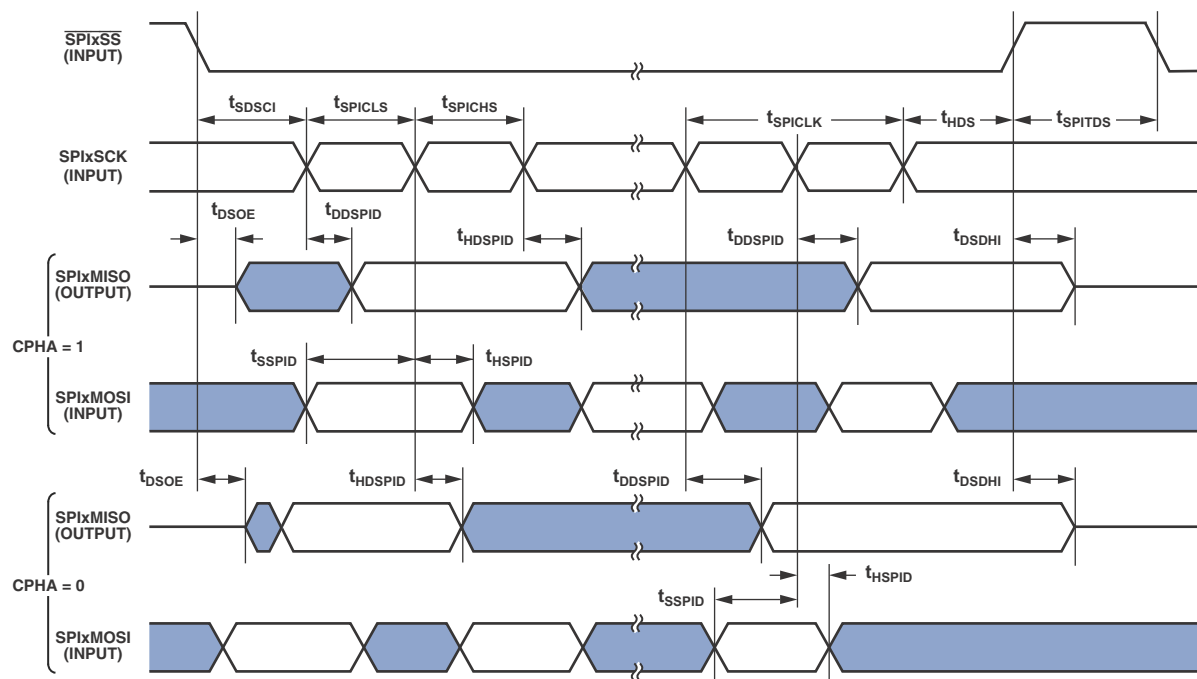 SPIxSS
(INPUT)
tSDSCI tSPICLS tSPICHS tSPICLK tHDS tSPITDS
SPIxSCK
(INPUT)
tDSOE tDDSPID tHDSPID tDDSPID tDSDHI
SPIxMISO
(OUTPUT)
CPHA = 1
tSSPID tHSPID
SPIxMOSI
(INPUT)
tDSOE tHDSPID tDDSPID tDSDHI
SPIxMISO
(OUTPUT)
CPHA = 0
tHSPID
tSSPID
SPIxMOSI
(INPUT)